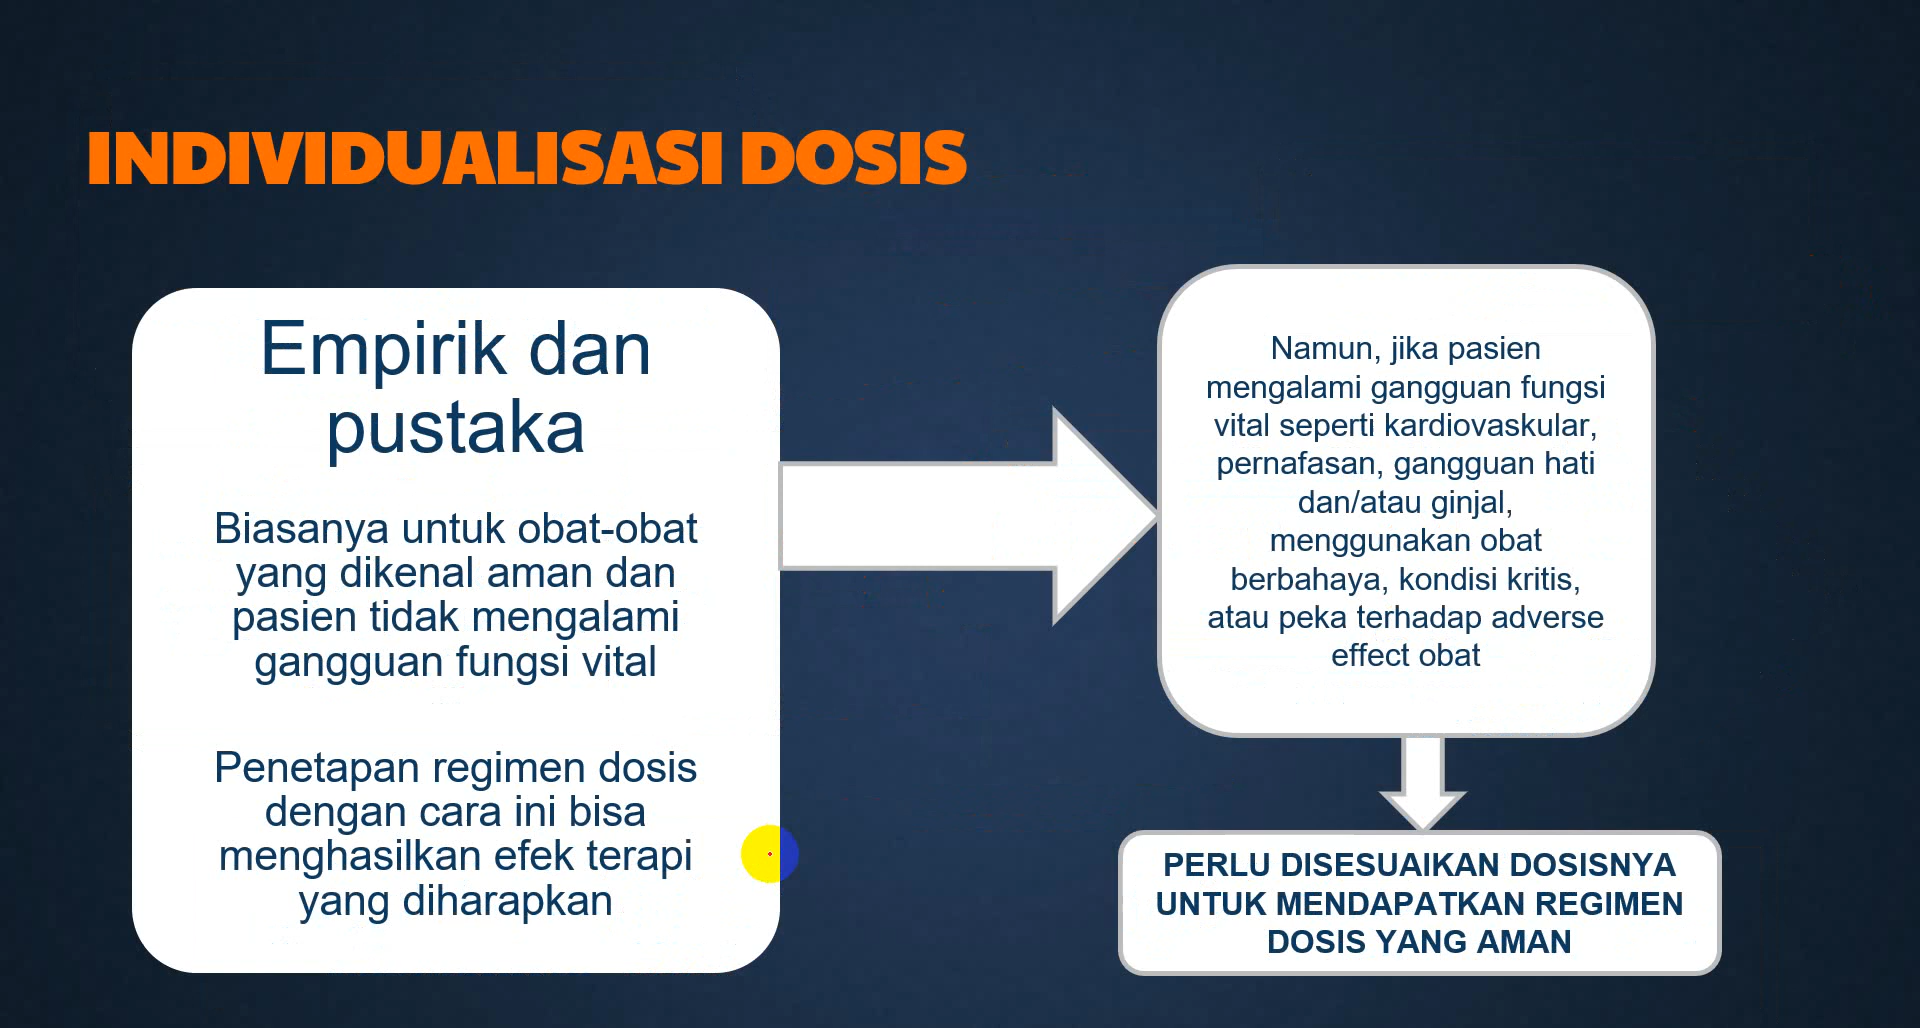 INDIVIDUALISASI DOSIS
Empirik dan
pustaka
Biasanya untuk obat-obat
yang dikenal aman dan
pasien tidak mengalami
gangguan fungsi vital
Penetapan regimen dosis
dengan cara ini bisa
menghasilkan efek terapi
yang diharapkan
Namun, jika pasien
mengalami gangguan fungsi
vital seperti kardiovaskular,
pernafasan, gangguan hati
dan/atau ginjal,
menggunakan obat
berbahaya, kondisi kritis,
atau peka terhadap adverse
effect obat
PERLU DISESUAIKAN DOSISNYA
UNTUK MENDAPATKAN REGIMEN
DOSIS YANG AMAN